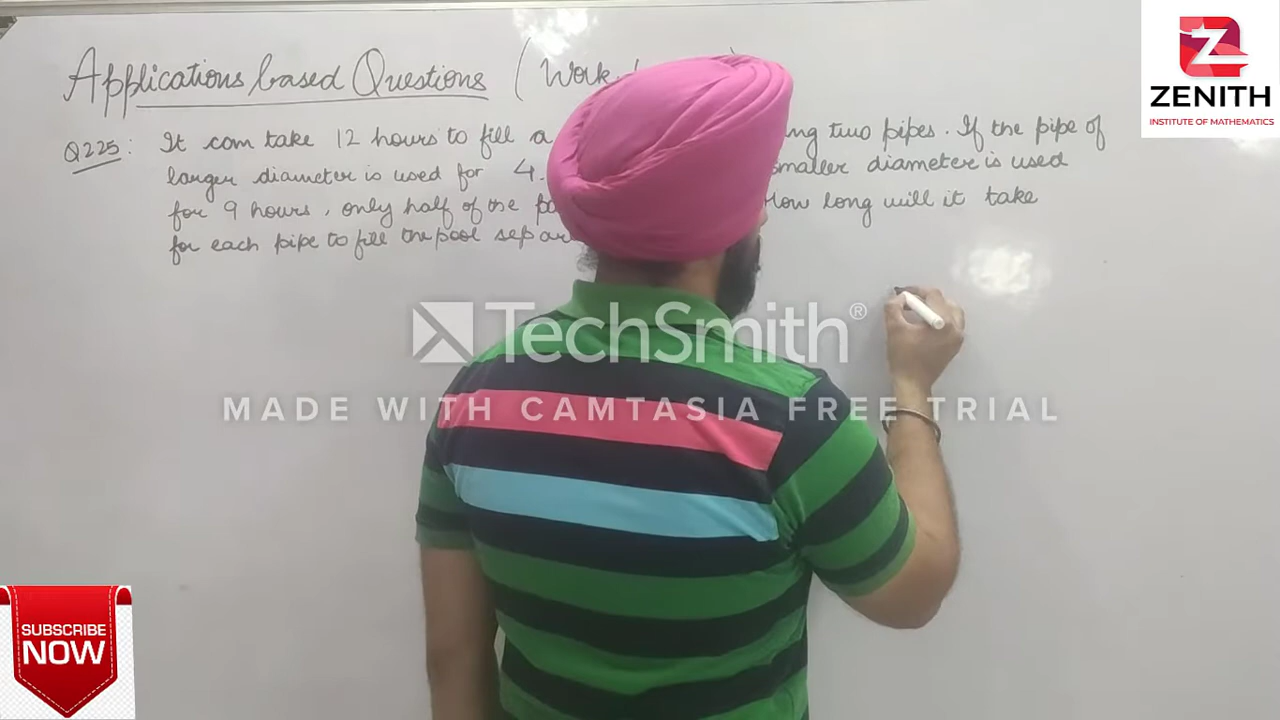 Applications based Questions (Work
Q225: It can take 12 hours to fill a ng two pipes. If the pipe of
larger diameter is used for 4 smaller diameter is used
for 9 hours, only half of the po How long will it take
for each pipe to fill the pool separ
TechSmith®
MADE WITH CAMTASIA FREE TRIAL
Z
ZENITH
INSTITUTE OF MATHEMATICS
SUBSCRIBE
NOW